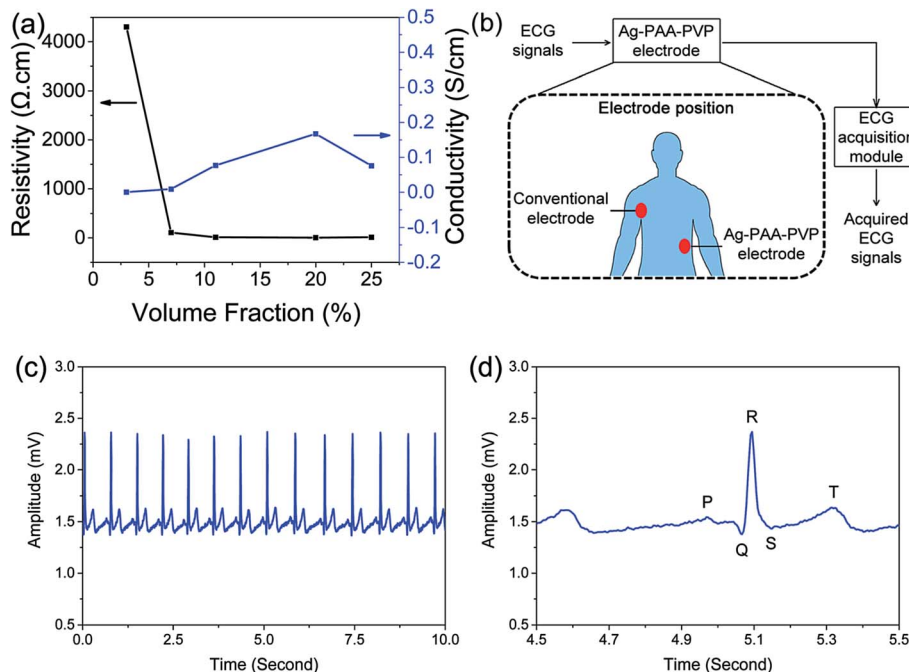 (a)
4000
3000
2000
1000
0
Resistivity (Ω.cm)
0.5
0.4
0.3
0.2
0.1
0.0
-0.1
-0.2
Conductivity (S/cm)
0 5 10 15 20 25
Volume Fraction (%)
(b)
ECG
signals
Ag-PAA-PVP
electrode
Electrode position
Conventional
electrode
Ag-PAA-PVP
electrode
ECG
acquisition
module
Acquired
ECG
signals
(c)
3.0
2.5
2.0
1.5
1.0
0.5
Amplitude (mV)
0.0 2.5 5.0 7.5 10.0
Time (Second)
(d)
3.0
2.5
2.0
1.5
1.0
0.5
Amplitude (mV)
R
P
T
Q
S
4.5 4.7 4.9 5.1 5.3 5.5
Time (Second)